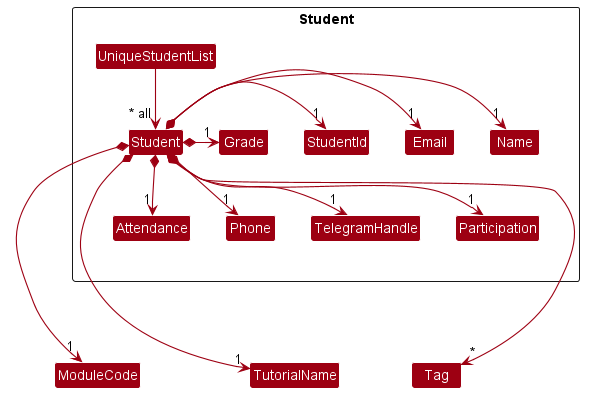 Student
UniqueStudentList
* all
1
1
1
1
Student
Grade
StudentId
Email
Name
1
1
1
1
Attendance
Phone
TelegramHandle
Participation
1
1
*
ModuleCode
TutorialName
Tag